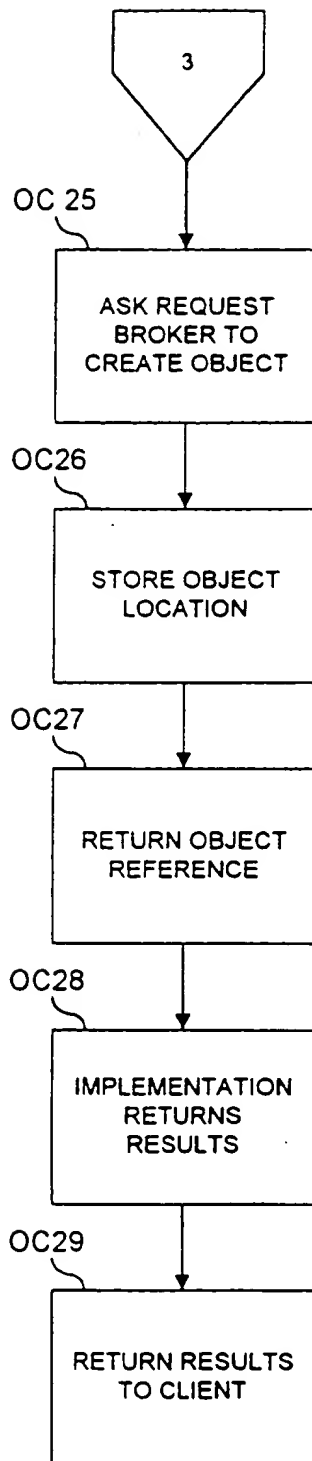 3
OC 25
ASK REQUEST
BROKER TO
CREATE OBJECT
OC26
STORE OBJECT
LOCATION
OC27
RETURN OBJECT
REFERENCE
OC28
IMPLEMENTATION
RETURNS
RESULTS
OC29
RETURN RESULTS
TO CLIENT